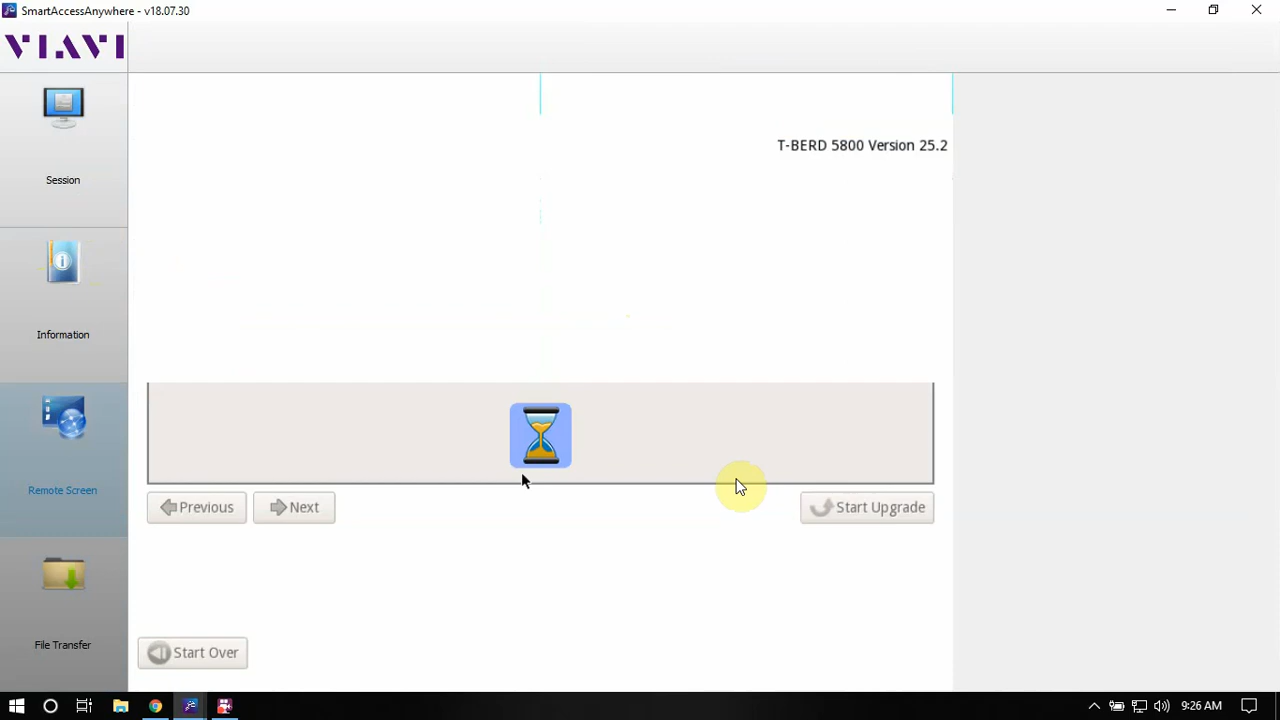 SmartAccessAnywhere - v18.07.30
VIAVI
Session
Information
Remote Screen
File Transfer
T-BERD 5800 Version 25.2
Previous
Next
Start Upgrade
Start Over
9:26 AM